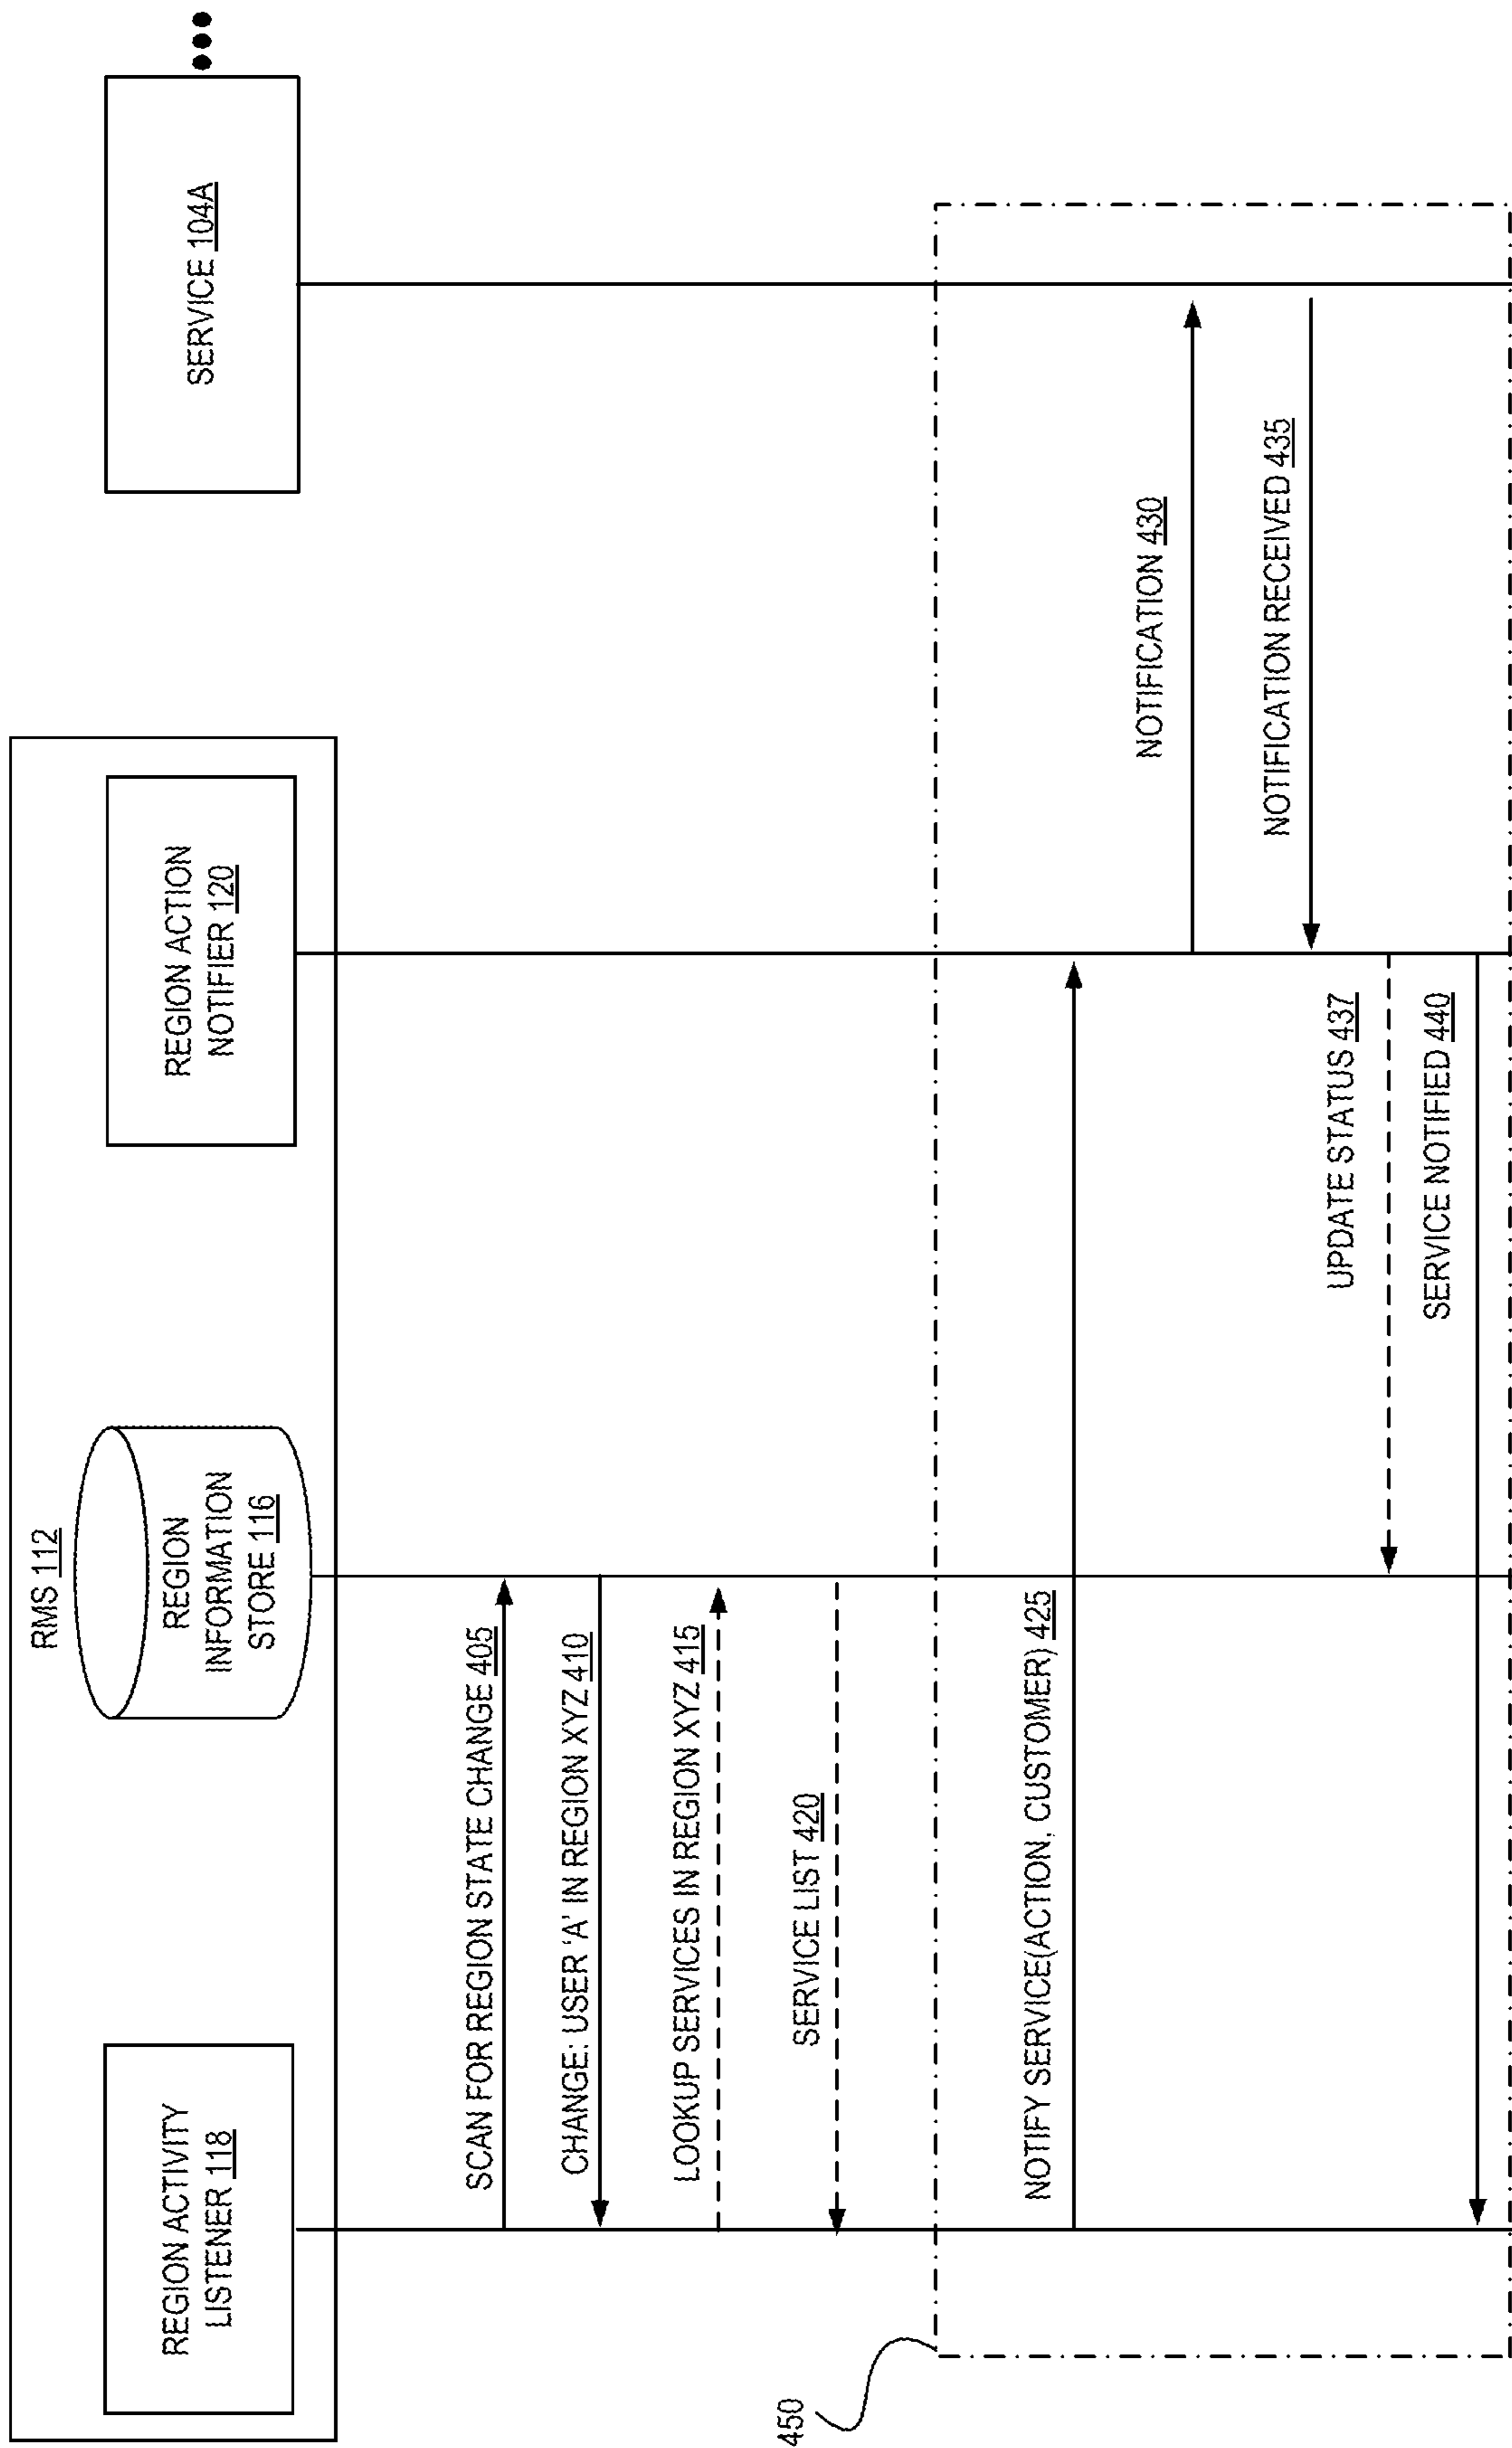 RMS 112
REGION ACTIVITY
LISTENER 118
REGION
INFORMATION
STORE 116
REGION ACTION
NOTIFIER 120
SERVICE 104A
SCAN FOR REGION STATE CHANGE 405
CHANGE: USER 'A' IN REGION XYZ 410
LOOKUP SERVICES IN REGION XYZ 415
SERVICE LIST 420
450
NOTIFY SERVICE(ACTION, CUSTOMER) 425
NOTIFICATION 430
NOTIFICATION RECEIVED 435
UPDATE STATUS 437
SERVICE NOTIFIED 440